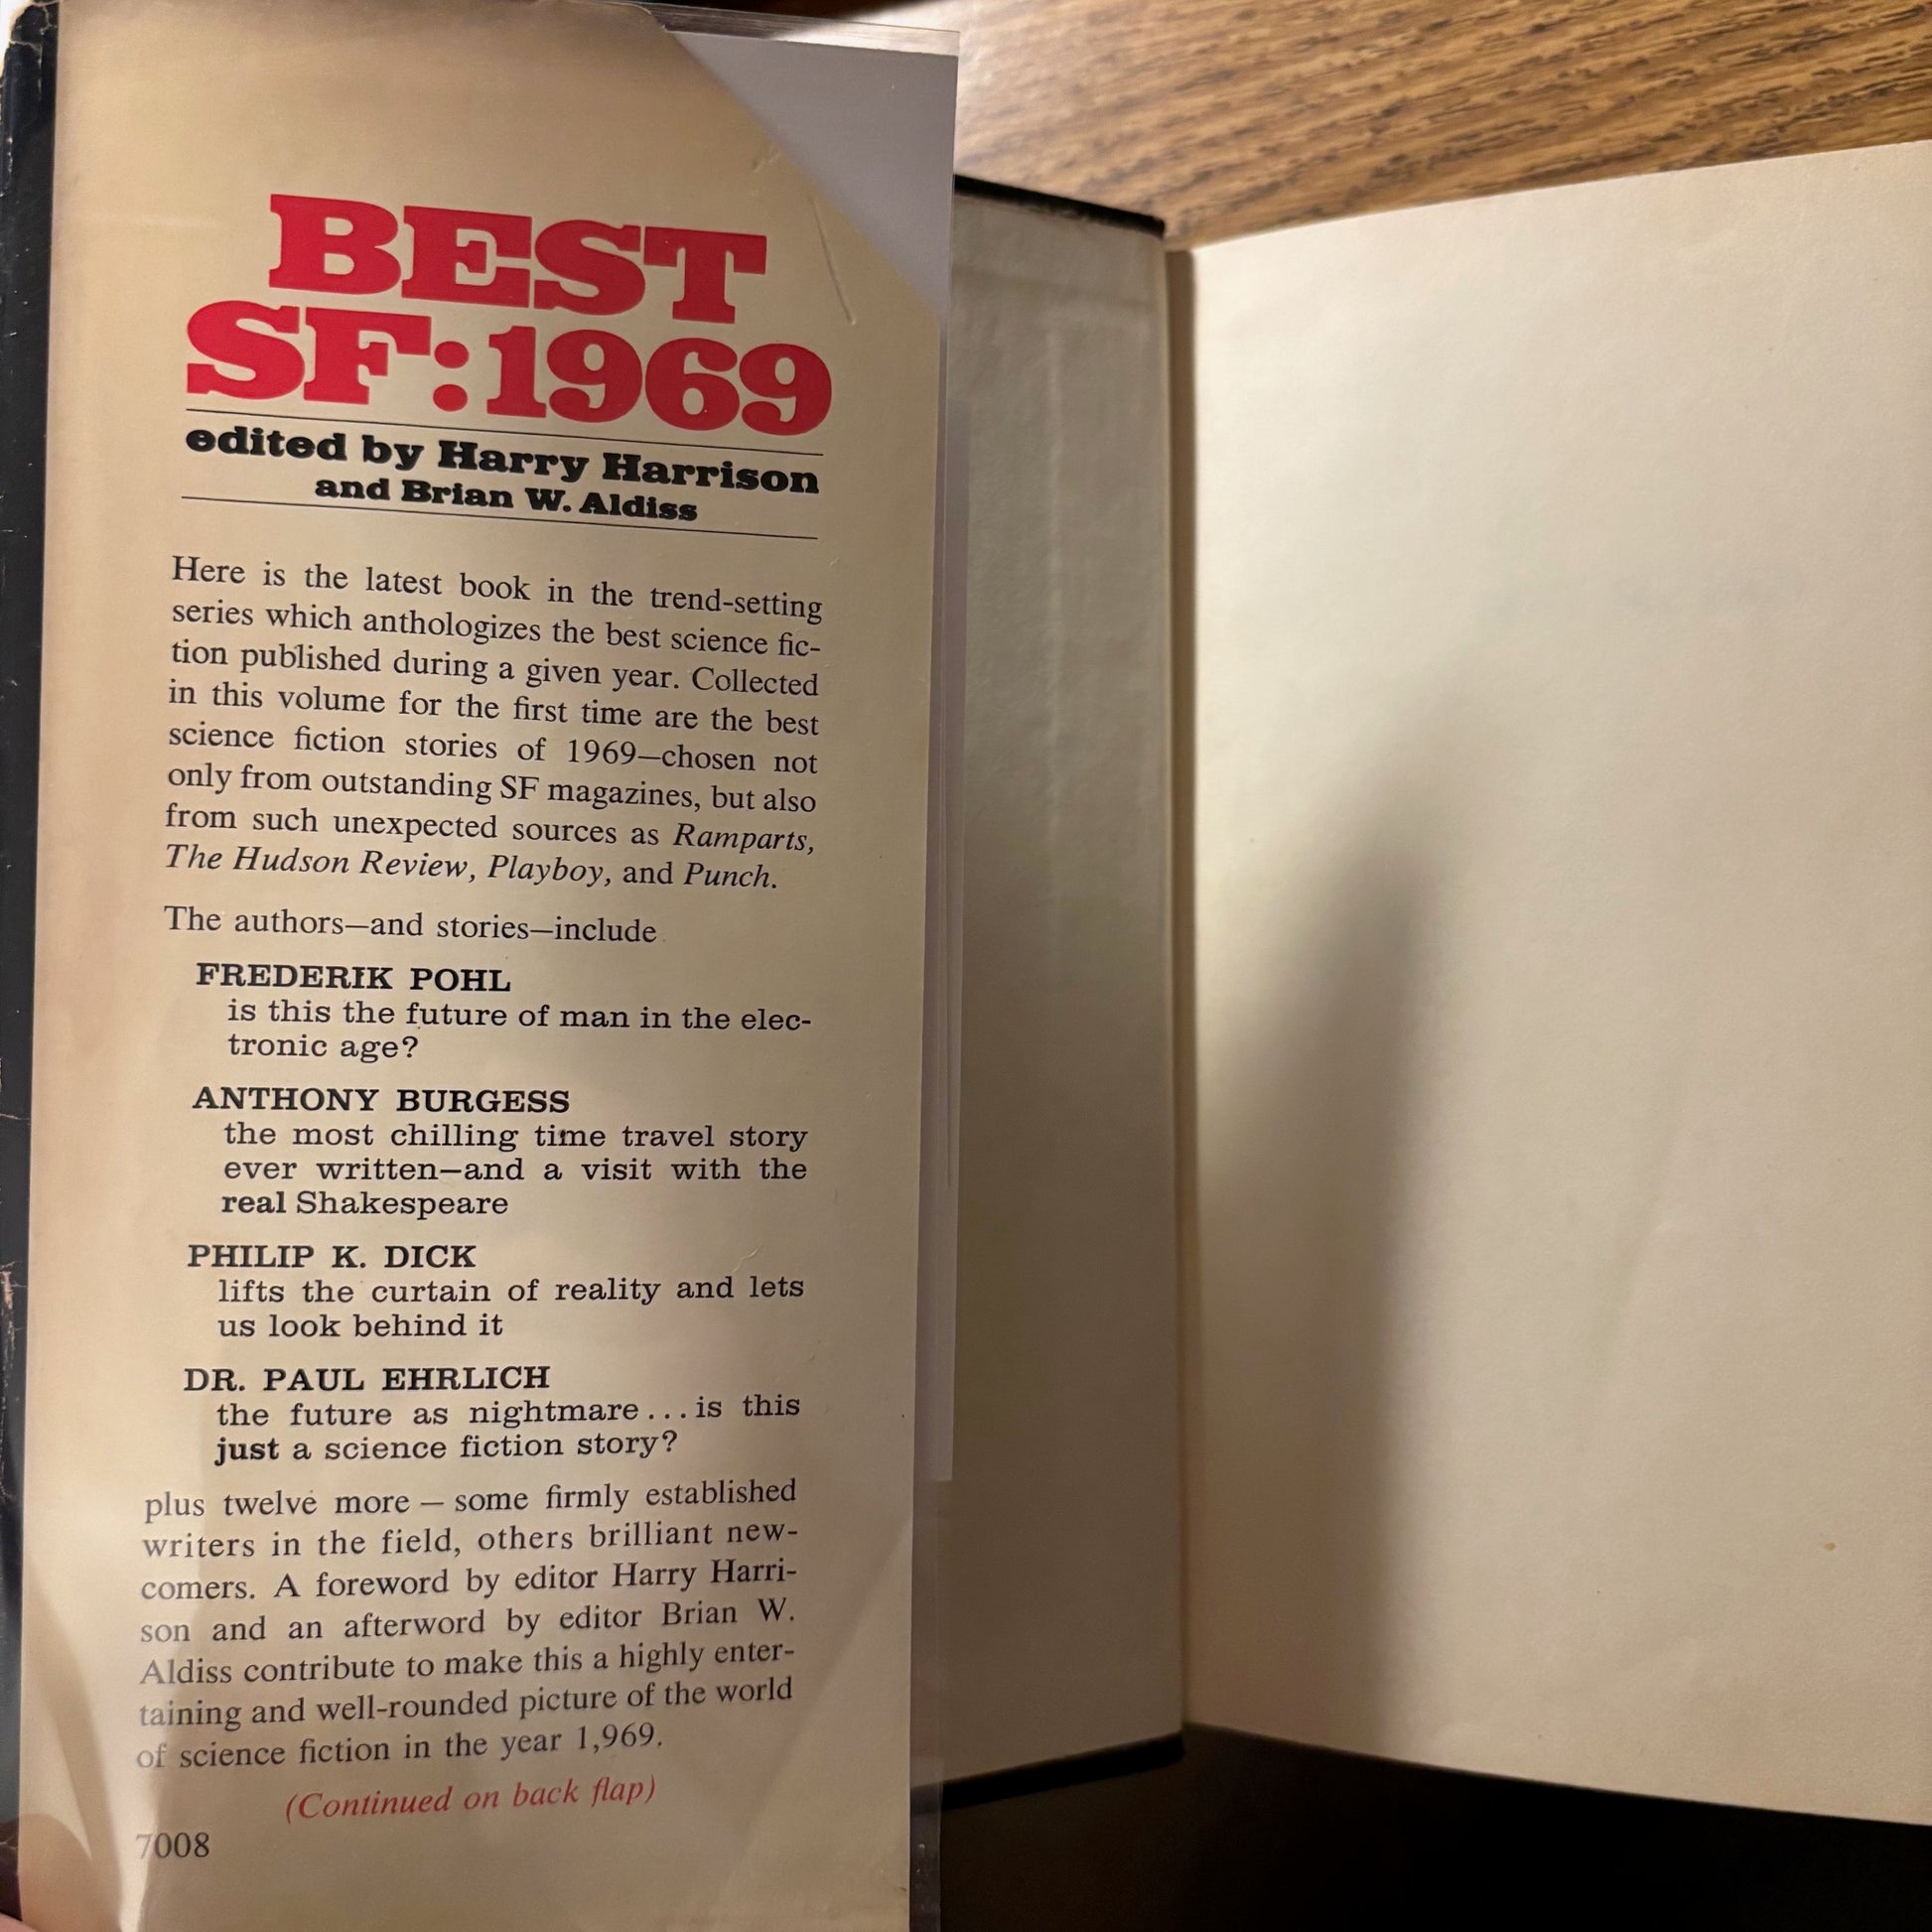 BEST
SF:1969
edited by Harry Harrison
and Brian W. Aldiss
Here is the latest book in the trend-setting
series which anthologizes the best science fic-
tion published during a given year. Collected
in this volume for the first time are the best
science fiction stories of 1969—chosen not
only from outstanding SF magazines, but also
from such unexpected sources as Ramparts,
The Hudson Review, Playboy, and Punch.
The authors—and stories—include
FREDERIK POHL
is this the future of man in the elec-
tronic age?
ANTHONY BURGESS
the most chilling time travel story
ever written—and a visit with the
real Shakespeare
PHILIP K. DICK
lifts the curtain of reality and lets
us look behind it
DR. PAUL EHRLICH
the future as nightmare...is this
just a science fiction story?
plus twelve more — some firmly established
writers in the field, others brilliant new-
comers. A foreword by editor Harry Harri-
son and an afterword by editor Brian W.
Aldiss contribute to make this a highly enter-
taining and well-rounded picture of the world
of science fiction in the year 1,969.
(Continued on back flap)
7008